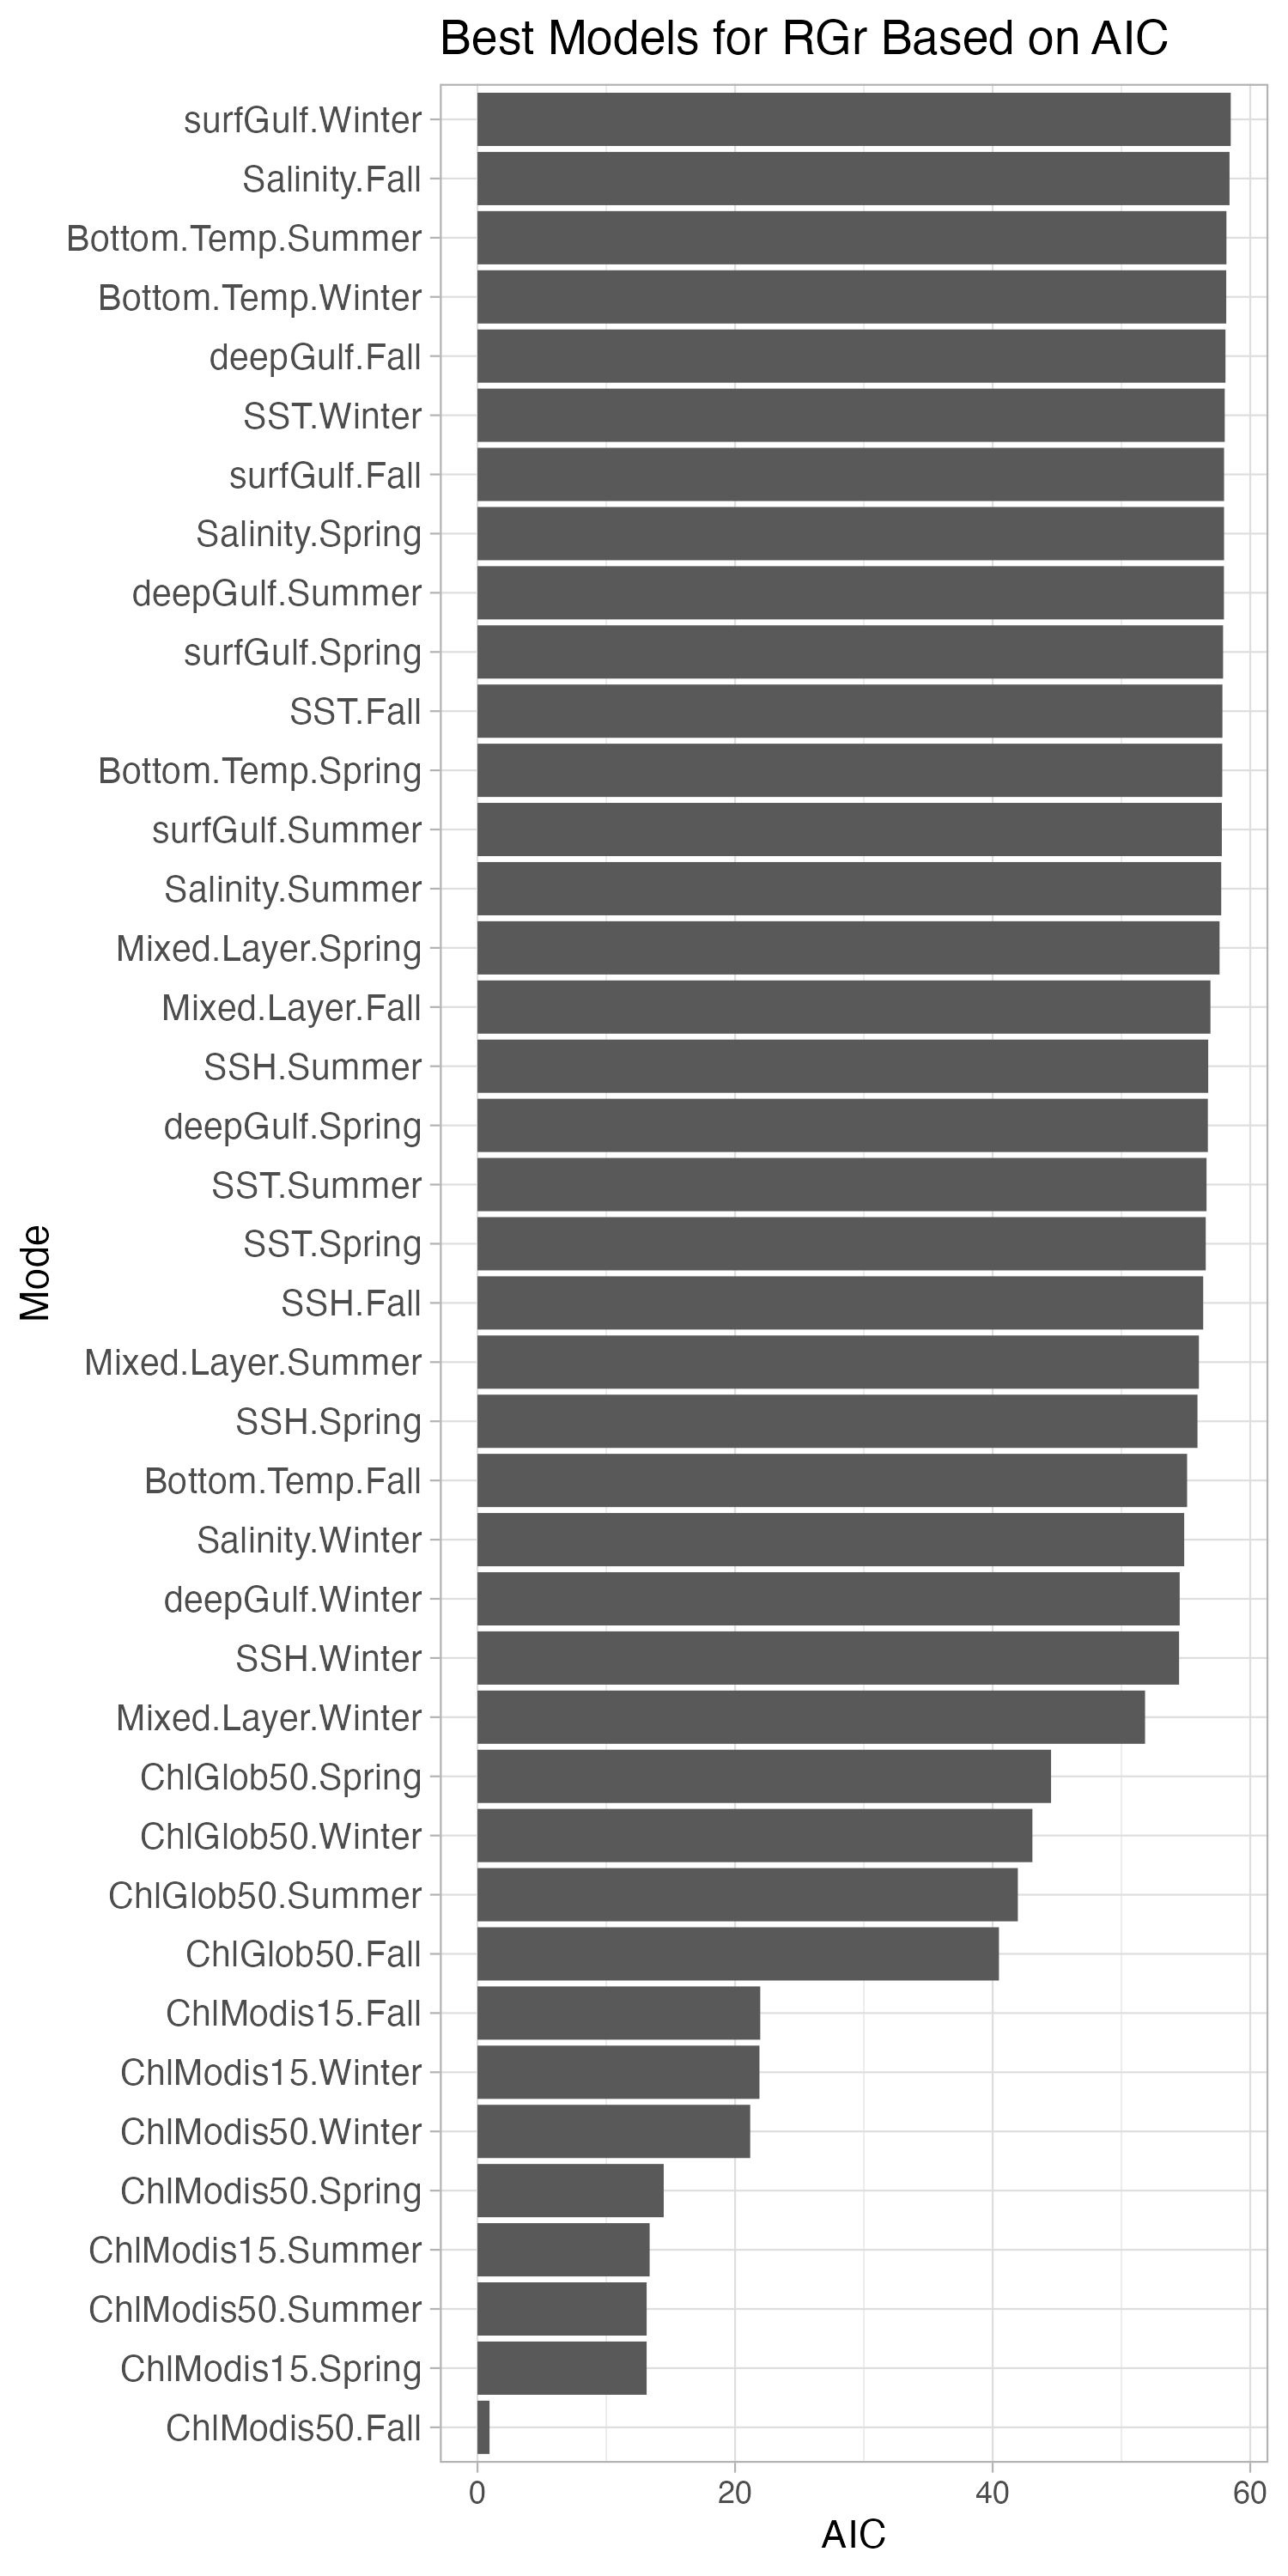 Best Models for RGr Based on AIC
surfGulf.Winter
Salinity.Fall
Bottom.Temp.Summer
Bottom.Temp.Winter
deepGulf.Fall
SST.Winter
surfGulf.Fall
Salinity.Spring
deepGulf.Summer
surfGulf.Spring
SST.Fall
Bottom.Temp.Spring
surfGulf.Summer
Salinity.Summer
Mixed.Layer.Spring
Mixed.Layer.Fall
SSH.Summer
deepGulf.Spring
SST.Summer
SST.Spring
SSH.Fall
Mixed.Layer.Summer
SSH.Spring
Bottom.Temp.Fall
Salinity.Winter
deepGulf.Winter
SSH.Winter
Mixed.Layer.Winter
ChlGlob50.Spring
ChlGlob50.Winter
ChlGlob50.Summer
ChlGlob50.Fall
ChlModis15.Fall
ChlModis15.Winter
ChlModis50.Winter
ChlModis50.Spring
ChlModis15.Summer
ChlModis50.Summer
ChlModis15.Spring
ChlModis50.Fall
Mode
0 20 40 60
AIC